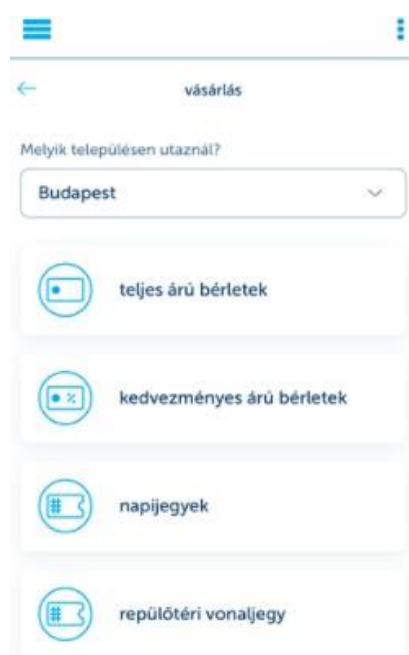 vásárlás
Melyik településen utaznál?
Budapest
teljes árú bérletek
kedvezményes árú bérletek
napijegyek
repülőtéri vonaljegy